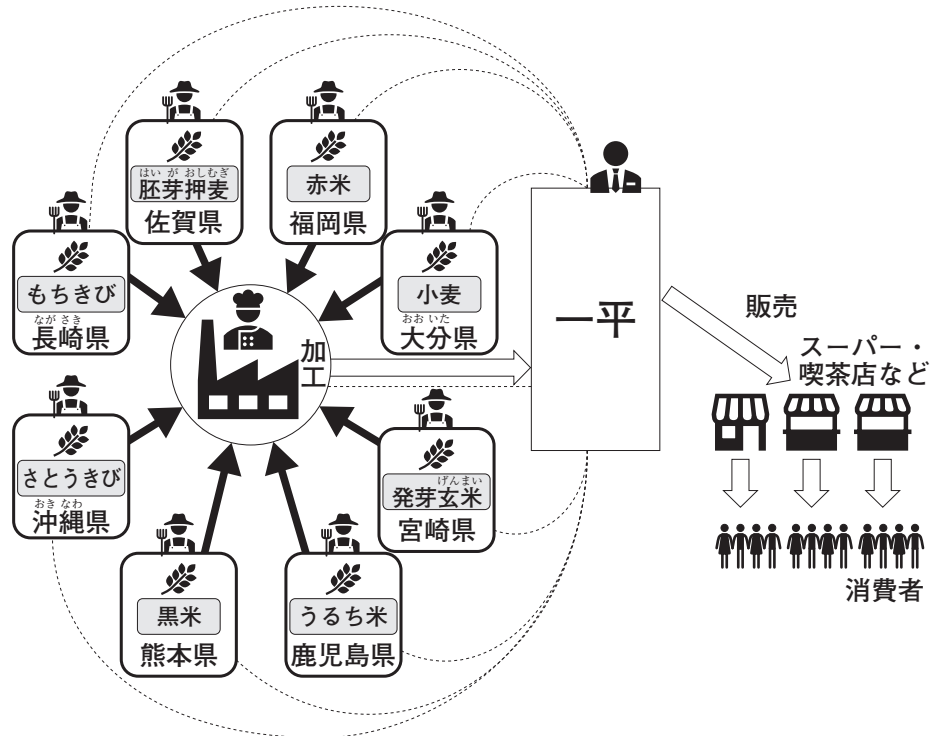 はいがおしむぎ
胚芽押麦
佐賀県
赤米
福岡県
もちきび
ながさき
長崎県
小麦
おおいた
大分県
加工
さとうきび
おきなわ
沖縄県
げんまい
発芽玄米
宮崎県
黒米
熊本県
うるち米
鹿児島県
一平
販売
スーパー・
喫茶店など
消費者